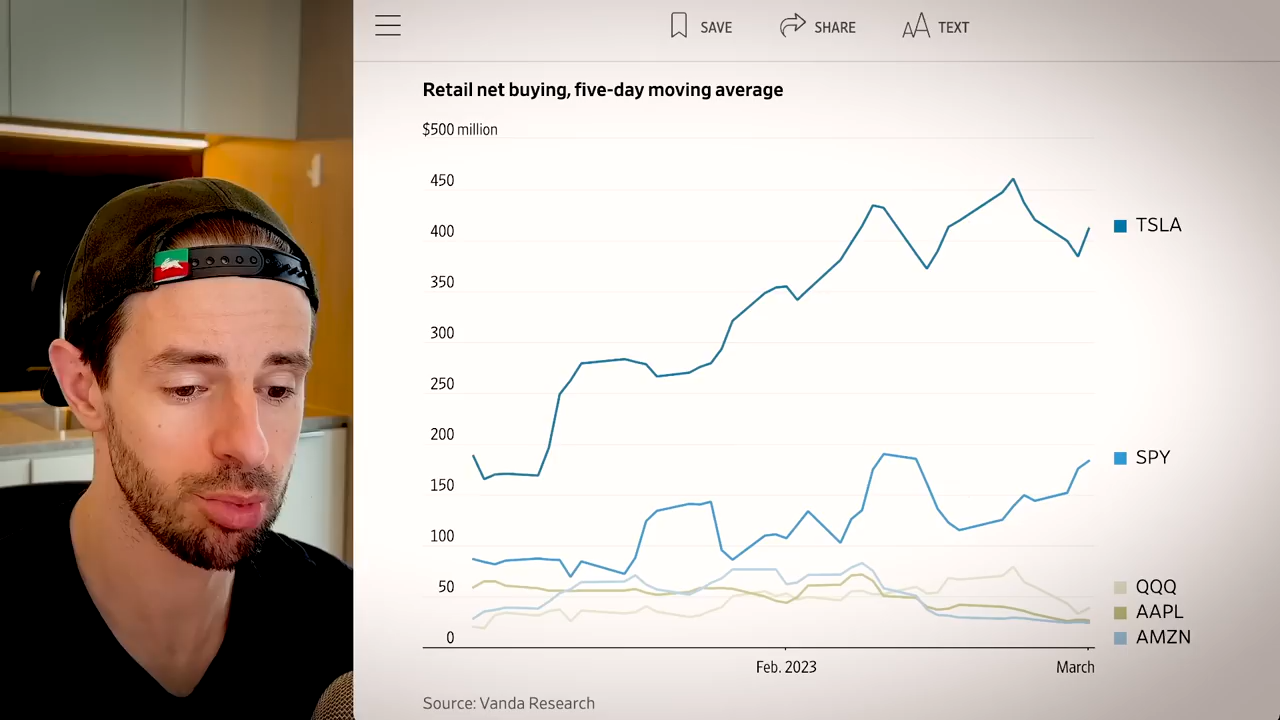 SAVE SHARE TEXT
Retail net buying, five-day moving average
$500 million
450
400
350
300
250
200
150
100
50
0
TSLA
SPY
QQQ
AAPL
AMZN
Feb. 2023 March
Source: Vanda Research